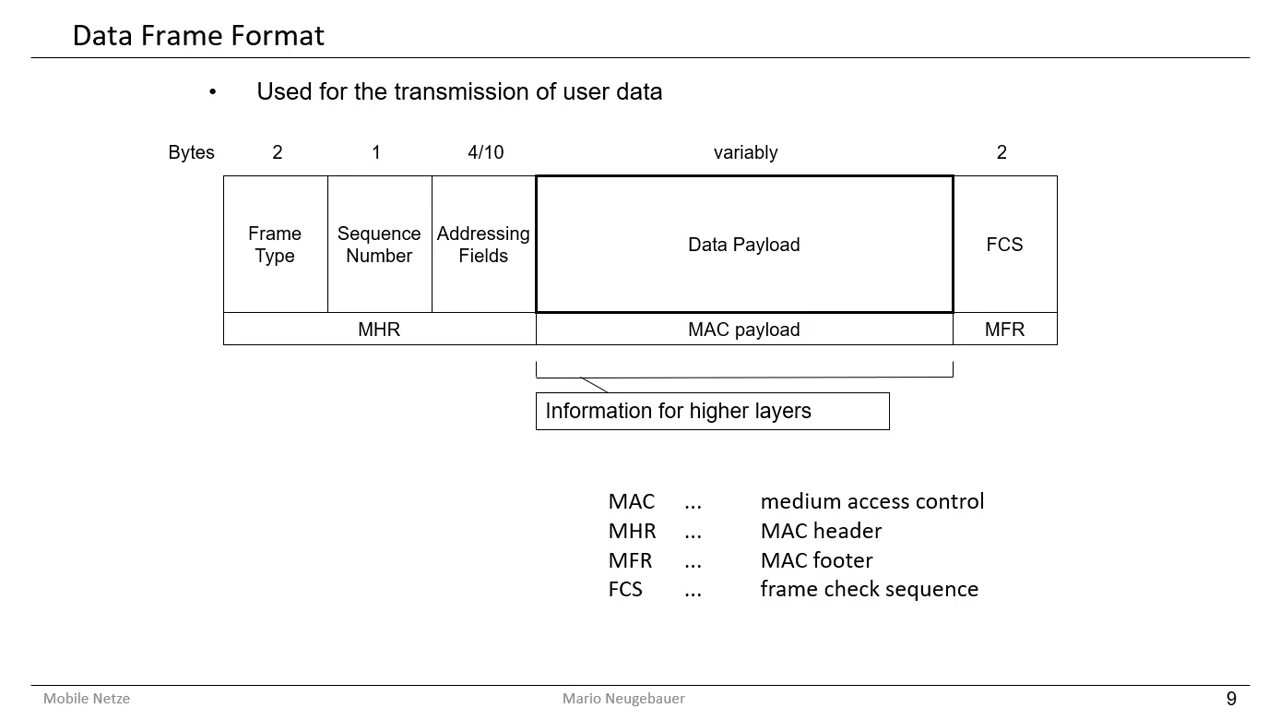 Data Frame Format
• Used for the transmission of user data
Bytes 2 1 4/10 variably 2
Frame Type
Sequence Number
Addressing Fields
Data Payload
FCS
MHR MAC payload MFR
Information for higher layers
MAC ... medium access control
MHR ... MAC header
MFR ... MAC footer
FCS ... frame check sequence
Mobile Netze Mario Neugebauer 9